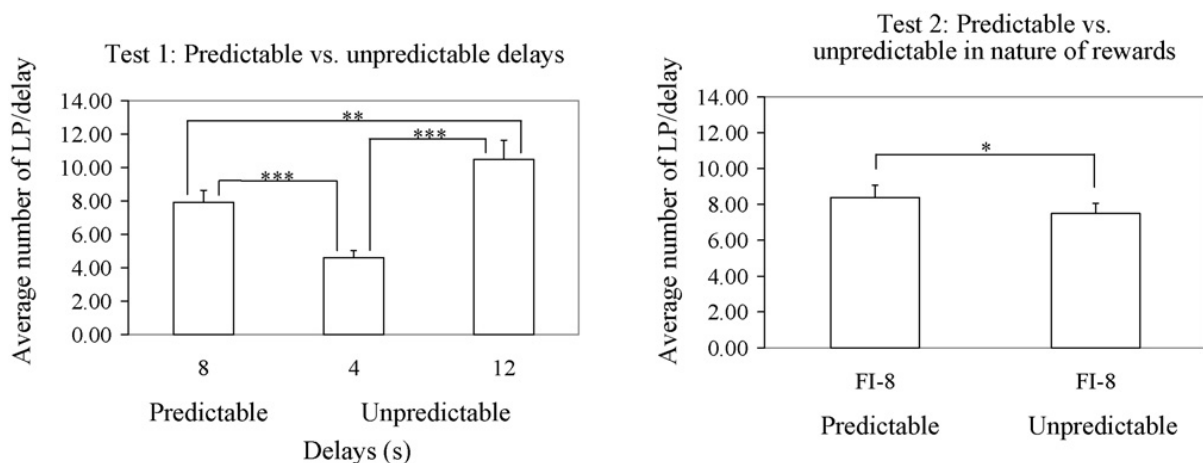 Test 1: Predictable vs. unpredictable delays
Average number of LP/delay
14.00
12.00
10.00
8.00
6.00
4.00
2.00
0.00
**
***
***
8 4 12
Predictable Unpredictable
Delays (s)
Test 2: Predictable vs.
unpredictable in nature of rewards
Average number of LP/delay
14.00
12.00
10.00
8.00
6.00
4.00
2.00
0.00
*
FI-8 FI-8
Predictable Unpredictable